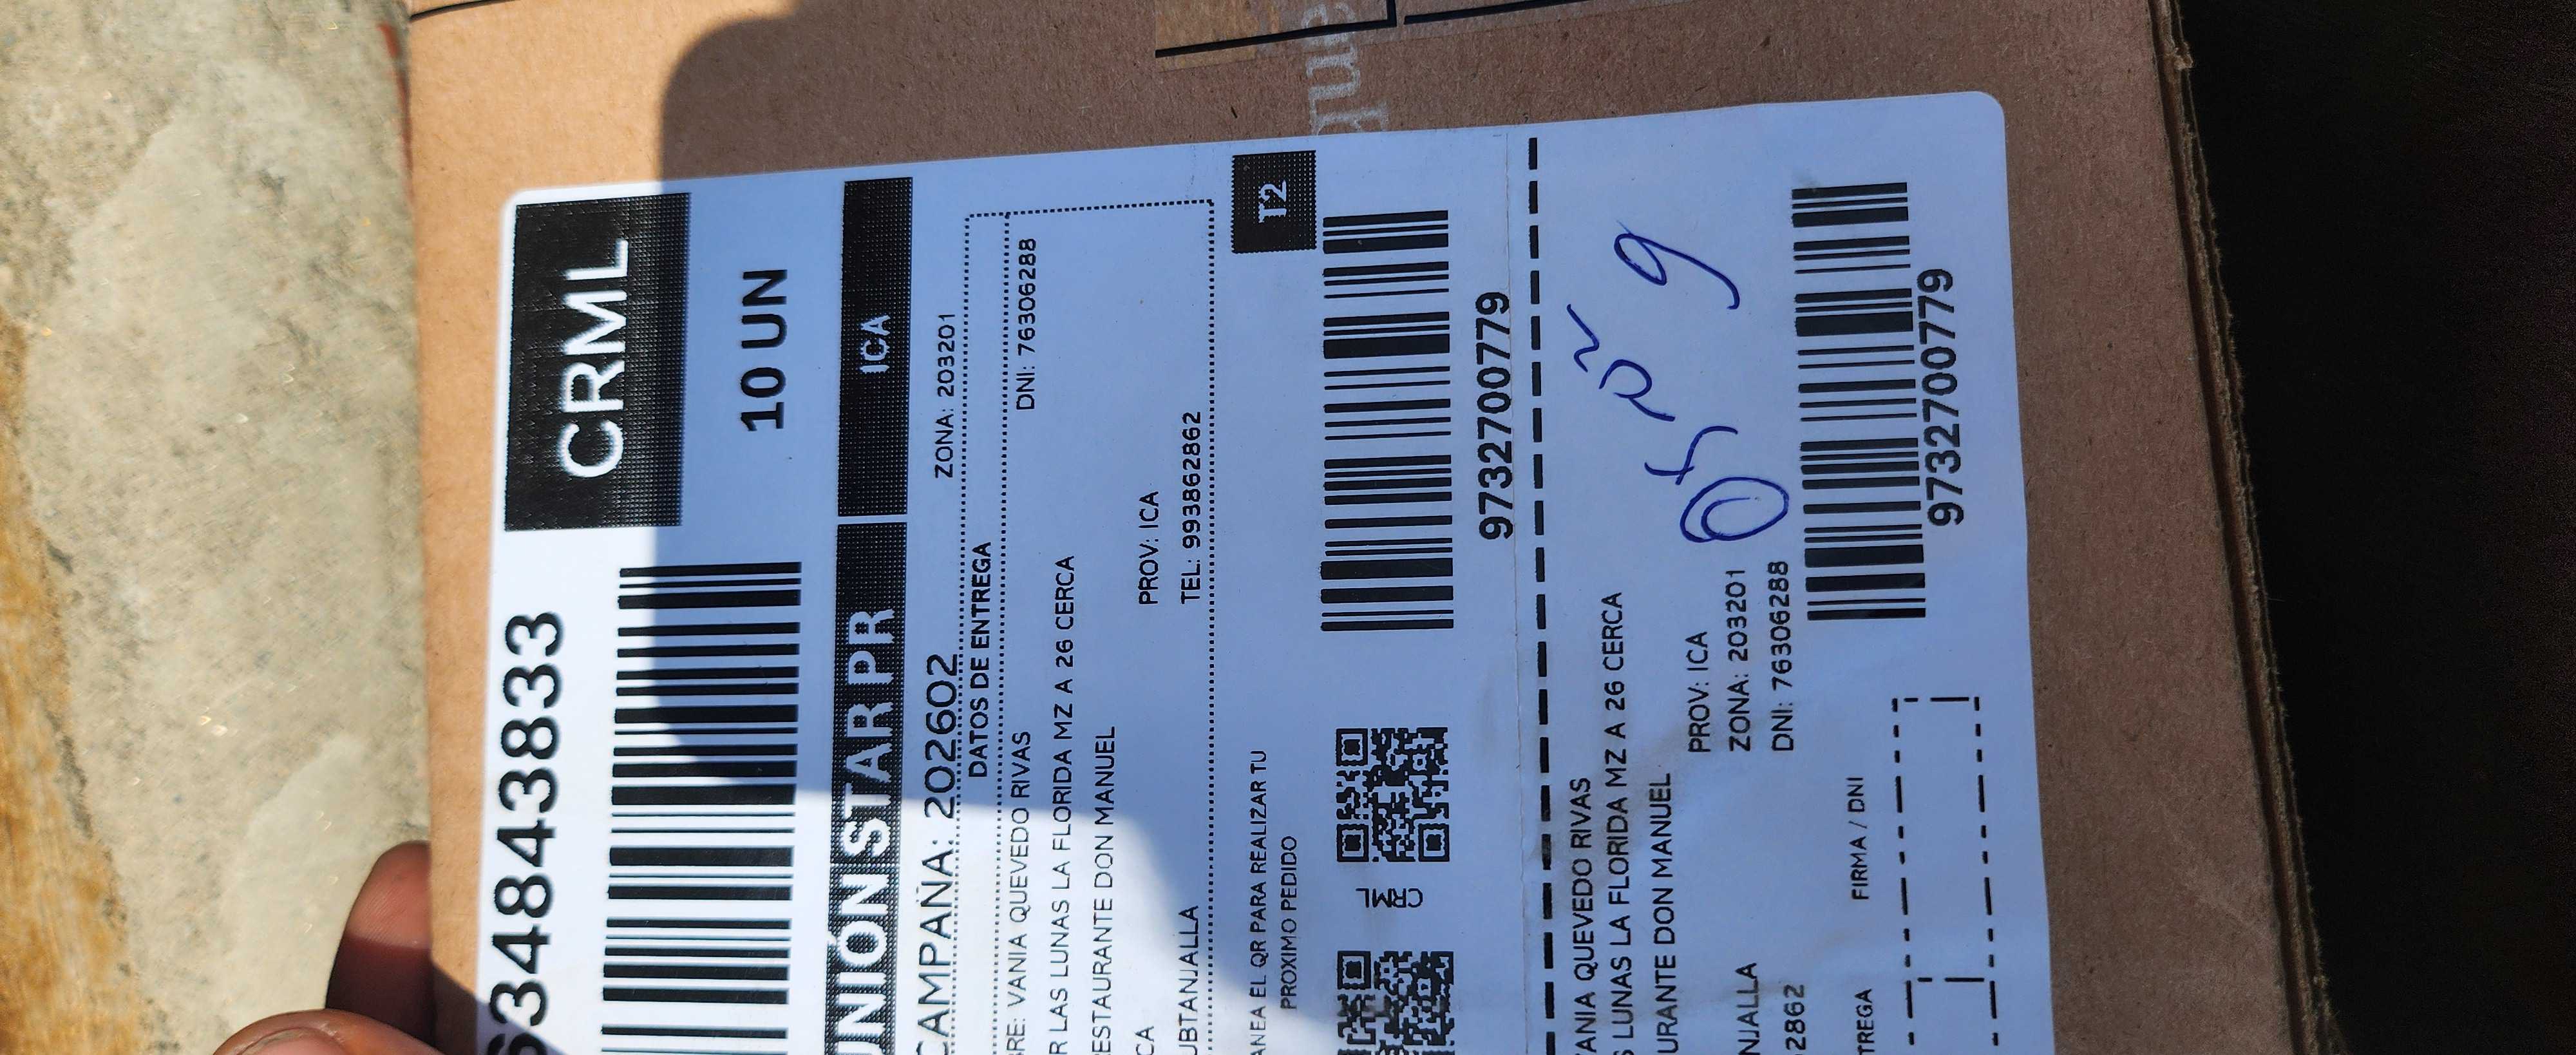 63484843833
CRML
10 UN
UNIÓN STAR PR
ICA
CAMPAÑA: 202602
ZONA: 203201
DATOS DE ENTREGA
BRE: VANIA QUEVEDO RIVAS
DNI: 76306288
R LAS LUNAS LA FLORIDA MZ A 26 CERCA
RESTAURANTE DON MANUEL
CA
PROV: ICA
UBTANJALLA
TEL: 993862862
T2
ANEA EL QR PARA REALIZAR TU
PROXIMO PEDIDO
CRML
9732700779
ANIA QUEVEDO RIVAS
S LUNAS LA FLORIDA MZ A 26 CERCA
URANTE DON MANUEL
PROV: ICA
NJALLA
ZONA: 203201
2862
DNI: 76306288
9732700779
TREGA
FIRMA / DNI